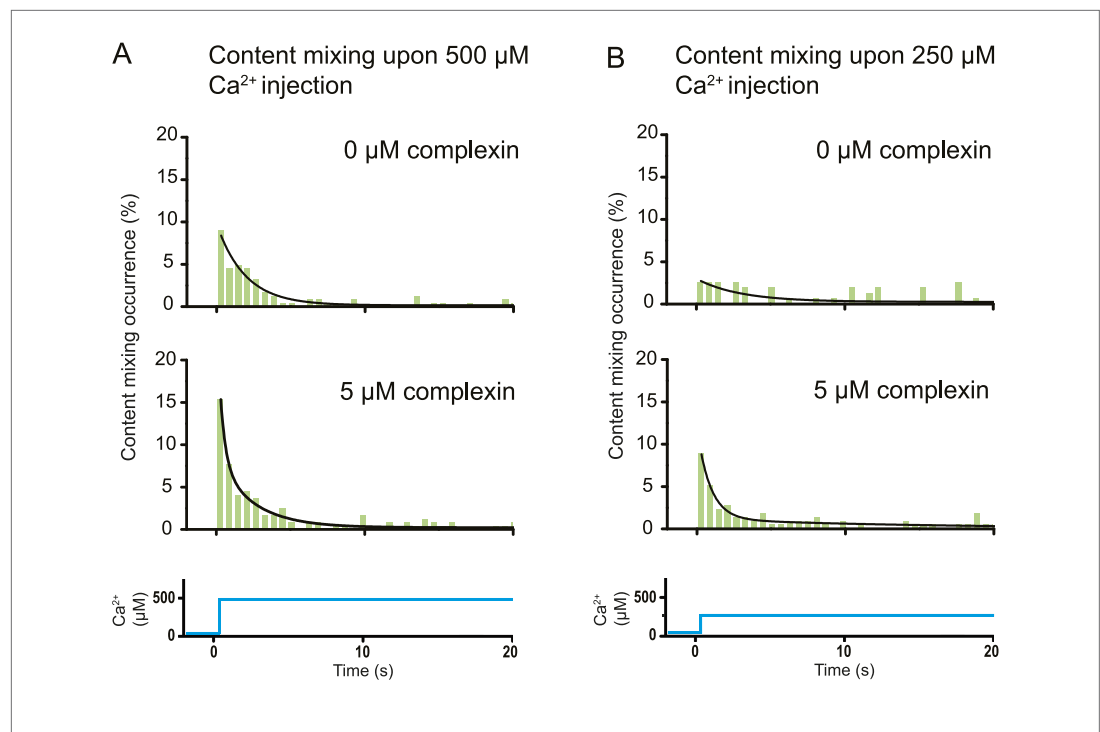 A
Content mixing upon 500 µM
Ca²⁺ injection
Content mixing occurrence (%)
20
15
10
5
0
0 µM complexin
20
15
10
5
0
5 µM complexin
Ca²⁺
(µM)
500
0
0
10
20
Time (s)
B
Content mixing upon 250 µM
Ca²⁺ injection
Content mixing occurrence (%)
20
15
10
5
0
0 µM complexin
20
15
10
5
0
5 µM complexin
Ca²⁺
(µM)
500
0
0
10
20
Time (s)